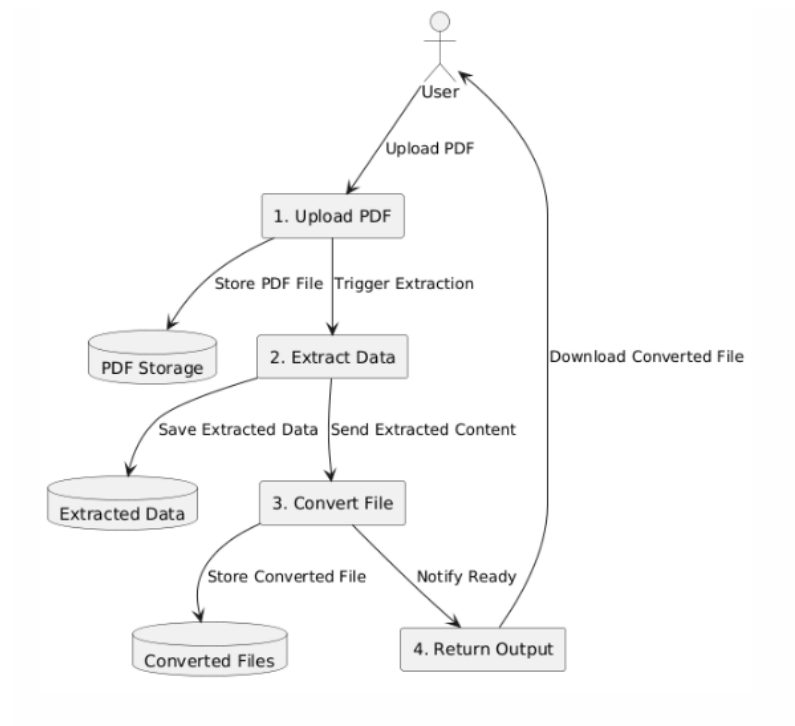 User
Upload PDF
1. Upload PDF
Store PDF File
Trigger Extraction
PDF Storage
2. Extract Data
Download Converted File
Save Extracted Data
Send Extracted Content
Extracted Data
3. Convert File
Store Converted File
Notify Ready
Converted Files
4. Return Output